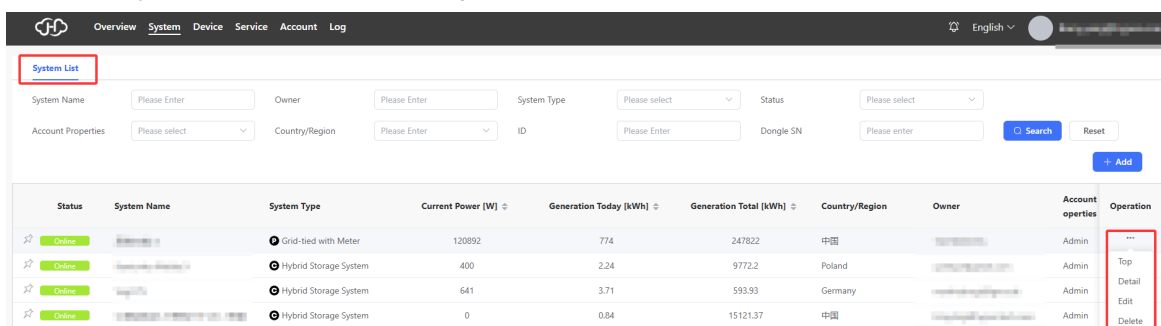 Overview System Device Service Account Log English
System List
System Name Please Enter Owner Please Enter System Type Please select Status Please select
Account Properties Please select Country/Region Please Enter ID Please Enter Dongle SN Please enter Search Reset
+ Add
Status System Name System Type Current Power [W] Generation Today [kWh] Generation Total [kWh] Country/Region Owner Account operties Operation
Online P Grid-tied with Meter 120892 774 247822 中国 Admin ...
Online C Hybrid Storage System 400 2.24 9772.2 Poland Admin Top
Detail
Online C Hybrid Storage System 641 3.71 593.93 Germany Admin Edit
Online C Hybrid Storage System 0 0.84 15121.37 中国 Admin Delete